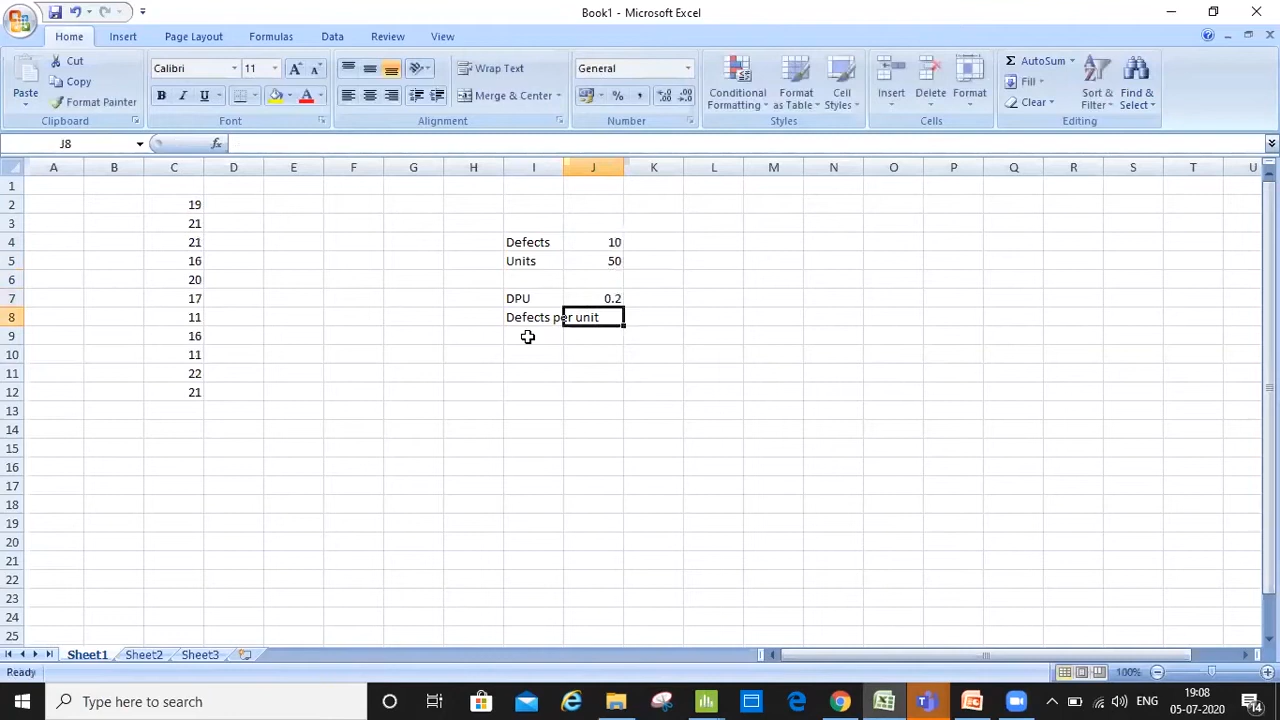 Book1 - Microsoft Excel
Home Insert Page Layout Formulas Data Review View
Cut
Copy
Format Painter
Paste
Clipboard
Calibri 11
B I U
A A
Font
Wrap Text
Merge & Center
Alignment
General
% ,
Number
Conditional Formatting
Format as Table
Cell Styles
Styles
Insert Delete Format
Cells
Σ AutoSum
Fill
Clear
Sort & Filter
Find & Select
Editing
J8 fx
A B C D E F G H I J K L M N O P Q R S T U
1
2 19
3 21
4 21 Defects 10
5 16 Units 50
6 20
7 17 DPU 0.2
8 11 Defects per unit
9 16
10 11
11 22
12 21
13
14
15
16
17
18
19
20
21
22
23
24
25
Sheet1 Sheet2 Sheet3
Ready 100%
Type here to search
ENG
19:08
05-07-2020
14